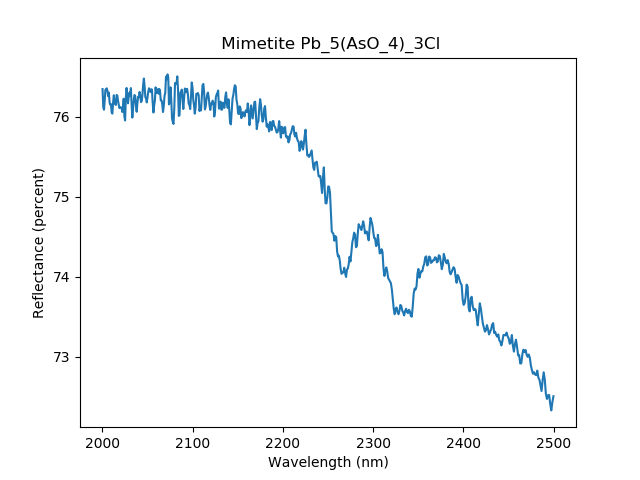 Mimetite Pb_5(AsO_4)_3Cl
76
75
74
73
Reflectance (percent)
2000 2100 2200 2300 2400 2500
Wavelength (nm)